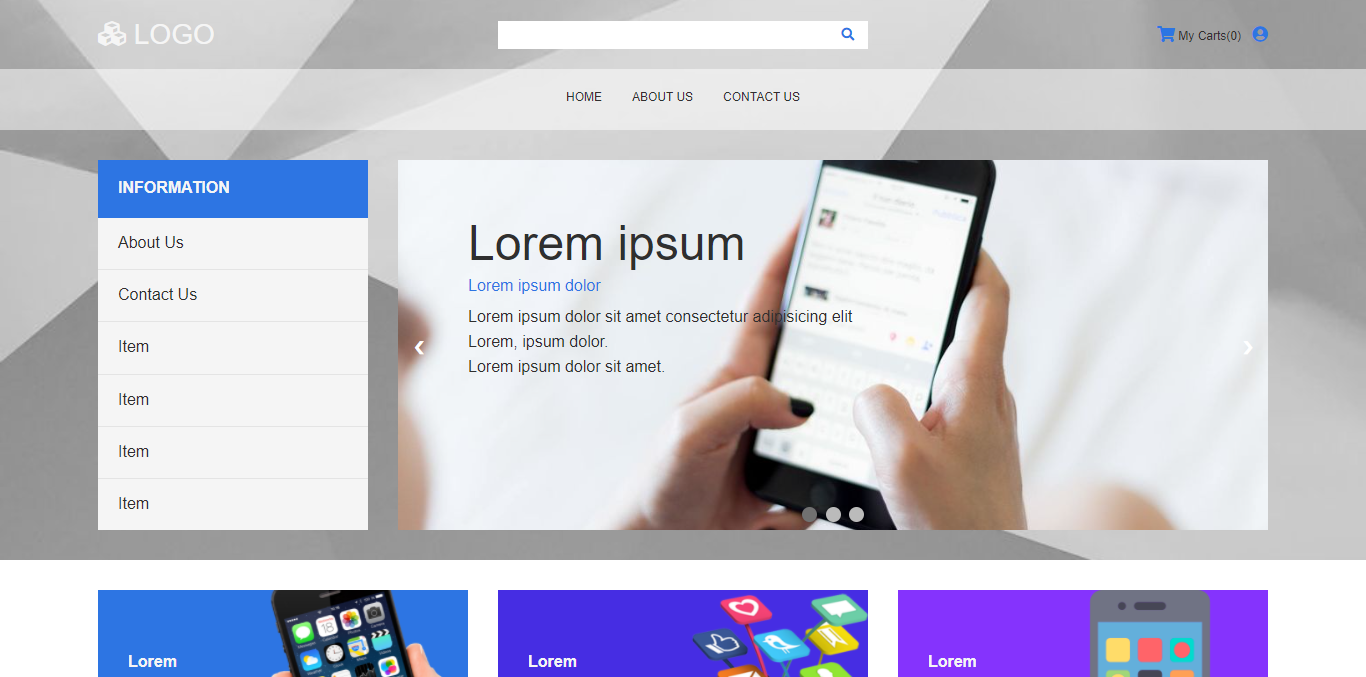 LOGO
My Carts(0)
HOME ABOUT US CONTACT US
INFORMATION
About Us
Contact Us
Item
Item
Item
Item
Lorem ipsum
Lorem ipsum dolor
Lorem ipsum dolor sit amet consectetur adipisicing elit
Lorem, ipsum dolor.
Lorem ipsum dolor sit amet.
Lorem
Lorem
Lorem